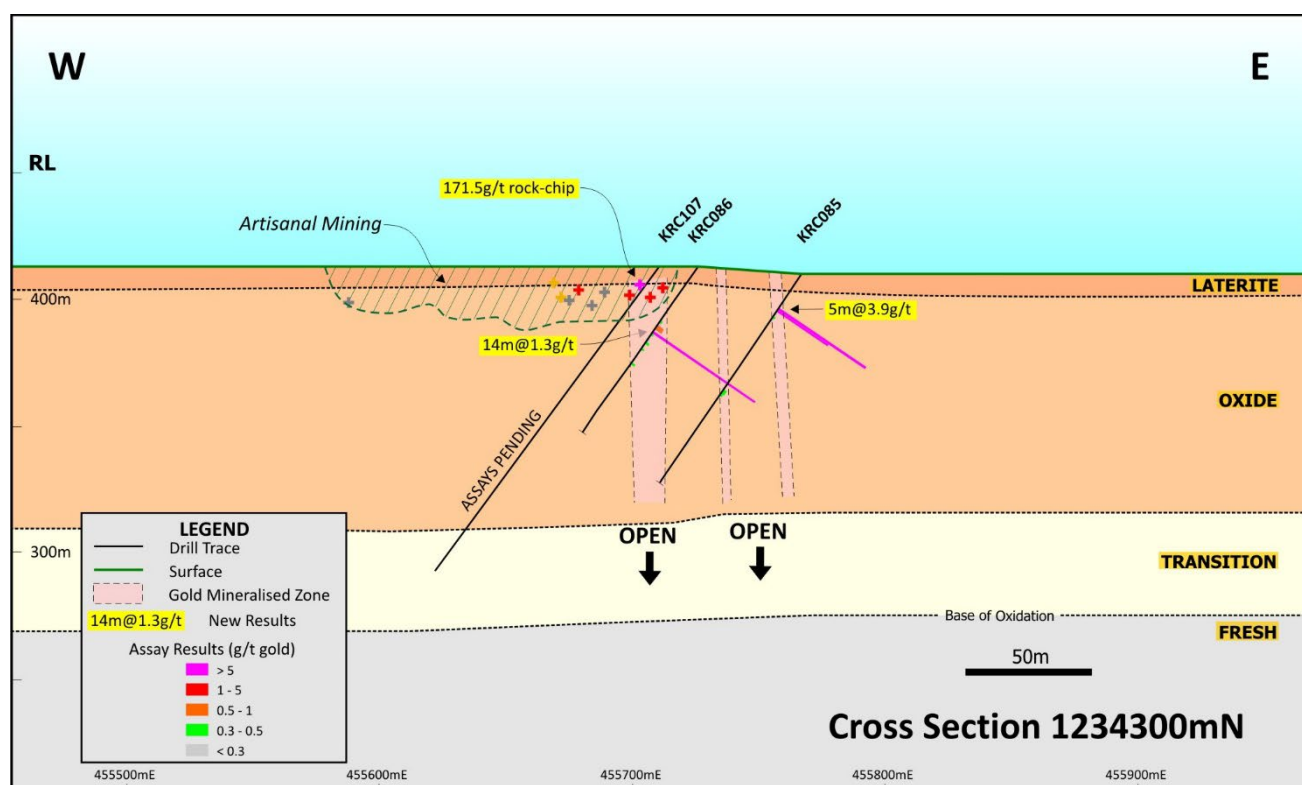 W
E
RL
171.5g/t rock-chip
KRC107
KRC086
KRC085
Artisanal Mining
LATERITE
400m
5m@3.9g/t
14m@1.3g/t
OXIDE
ASSAYS PENDING
OPEN
OPEN
300m
TRANSITION
Base of Oxidation
FRESH
50m
LEGEND
Drill Trace
Surface
Gold Mineralised Zone
14m@1.3g/t New Results
Assay Results (g/t gold)
> 5
1 - 5
0.5 - 1
0.3 - 0.5
< 0.3
Cross Section 1234300mN
455500mE
455600mE
455700mE
455800mE
455900mE